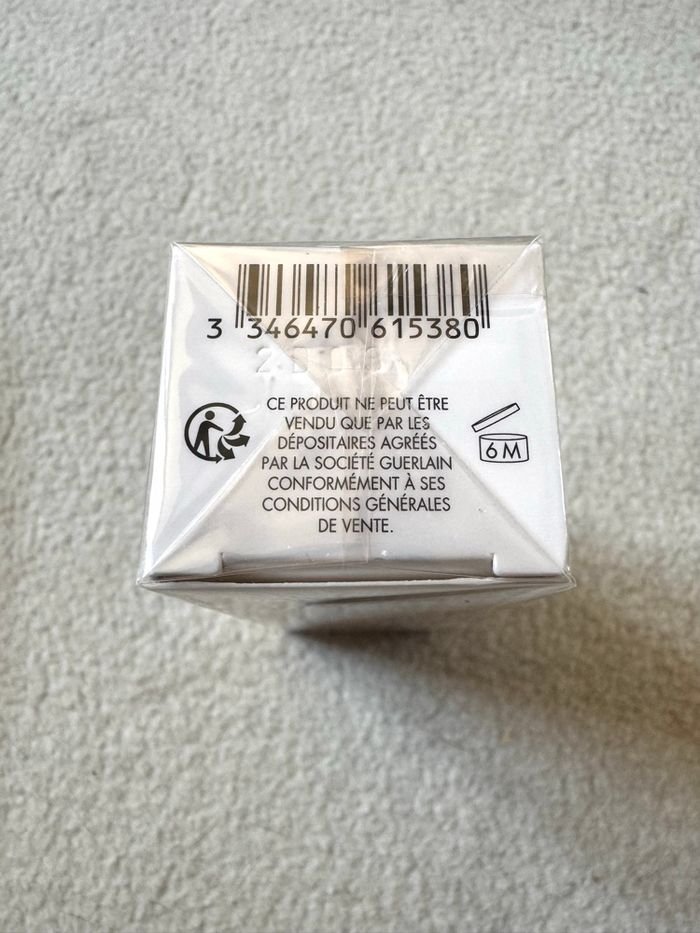 3 346470 615380
CE PRODUIT NE PEUT ÊTRE
VENDU QUE PAR LES
DÉPOSITAIRES AGRÉÉS
PAR LA SOCIÉTÉ GUERLAIN
CONFORMÉMENT À SES
CONDITIONS GÉNÉRALES
DE VENTE.
6M